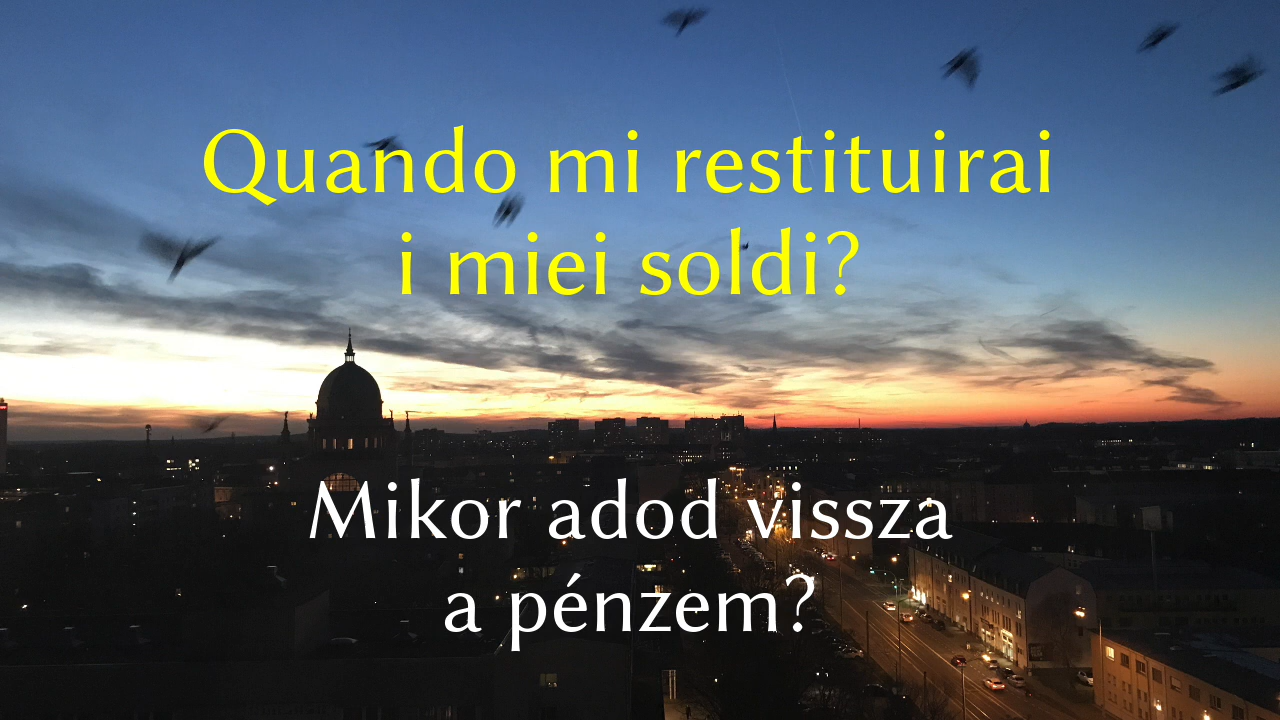 Quando mi restituirai
i miei soldi?
Mikor adod vissza
a pénzem?